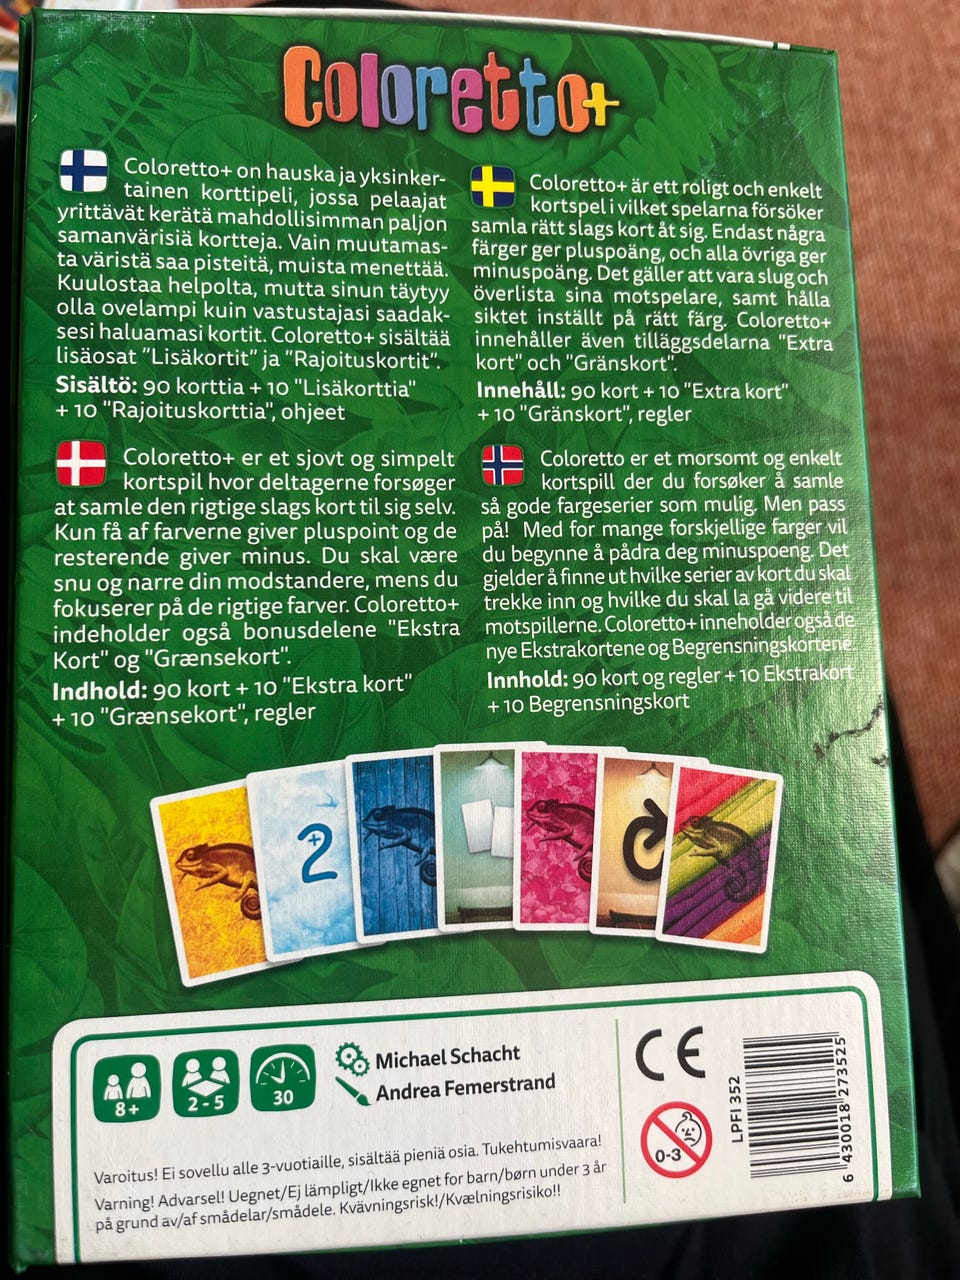 Coloretto+
Coloretto+ on hauska ja yksinker-
tainen korttipeli, jossa pelaajat
yrittävät kerätä mahdollisimman paljon
samanvärisiä kortteja. Vain muutamas-
ta väristä saa pisteitä, muista menettää.
Kuulostaa helpolta, mutta sinun täytyy
olla ovelampi kuin vastustajasi saadak-
sesi haluamasi kortit. Coloretto+ sisältää
lisäosat "Lisäkortit" ja "Rajoituskortit".
Sisältö: 90 korttia + 10 "Lisäkorttia"
+ 10 "Rajoituskorttia", ohjeet
Coloretto+ är ett roligt och enkelt
kortspel i vilket spelarna försöker
samla rätt slags kort åt sig. Endast några
färger ger pluspoäng, och alla övriga ger
minuspoäng. Det gäller att vara slug och
överlista sina motspelare, samt hålla
siktet inställt på rätt färg. Coloretto+
innehåller även tilläggsdelarna "Extra
kort" och "Gränskort".
Innehåll: 90 kort + 10 "Extra kort"
+ 10 "Gränskort", regler
Coloretto+ er et sjovt og simpelt
kortspil hvor deltagerne forsøger
at samle den rigtige slags kort til sig selv.
Kun få af farverne giver pluspoint og de
resterende giver minus. Du skal være
snu og narre din modstandere, mens du
fokuserer på de rigtige farver. Coloretto+
indeholder også bonusdelene "Ekstra
Kort" og "Grænsekort".
Indhold: 90 kort + 10 "Ekstra kort"
+ 10 "Grænsekort", regler
Coloretto er et morsomt og enkelt
kortspill der du forsøker å samle
så gode fargeserier som mulig. Men pass
på! Med for mange forskjellige farger vil
du begynne å pådra deg minuspoeng. Det
gjelder å finne ut hvilke serier av kort du skal
trekke inn og hvilke du skal la gå videre til
motspillerne. Coloretto+ inneholder også de
nye Ekstrakortene og Begrensningskortene.
Innhold: 90 kort og regler + 10 Ekstrakort
+ 10 Begrensningskort
+2
8+
2 - 5
30
Michael Schacht
Andrea Femerstrand
Varoitus! Ei sovellu alle 3-vuotiaille, sisältää pieniä osia. Tukehtumisvaara!
Varning! Advarsel! Uegnet/Ej lämpligt/Ikke egnet for barn/børn under 3 år
på grund av/af smådelar/smådele. Kvävningsrisk!/Kvælningsrisiko!!
CE
0-3
LPFI 352
6 430018 273525